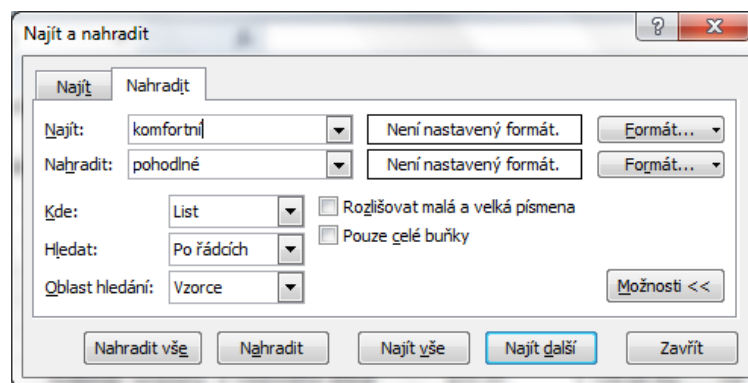 Najít a nahradit
Najít Nahradit
Najít: komfortní Není nastavený formát. Formát...
Nahradit: pohodlné Není nastavený formát. Formát...
Kde: List Rozlišovat malá a velká písmena
Hledat: Po řádcích Pouze celé buňky
Oblast hledání: Vzorce Možnosti <<
Nahradit vše Nahradit Najít vše Najít další Zavřít